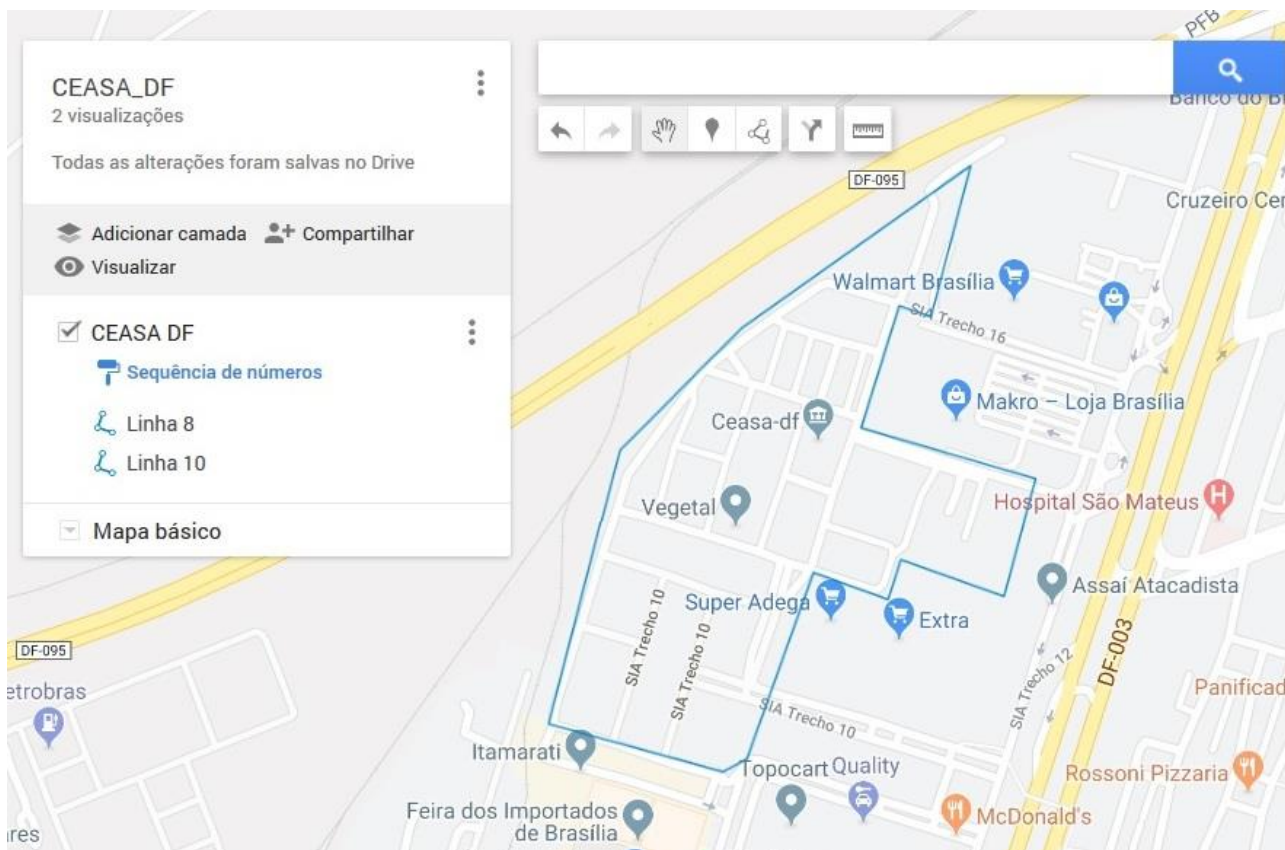 CEASA_DF
2 visualizações
Todas as alterações foram salvas no Drive
Adicionar camada
Compartilhar
Visualizar
CEASA DF
Sequência de números
Linha 8
Linha 10
Mapa básico
PFB
Banco do B
DF-095
Cruzeiro Cer
Walmart Brasília
SIA Trecho 16
Makro – Loja Brasília
Ceasa-df
Hospital São Mateus
Vegetal
Assaí Atacadista
Super Adega
Extra
SIA Trecho 10
SIA Trecho 10
SIA Trecho 12
DF-003
DF-095
etrobras
SIA Trecho 10
Panificad
Itamarati
Topocart
Quality
Rossoni Pizzaria
Feira dos Importados
de Brasília
McDonald's
ares